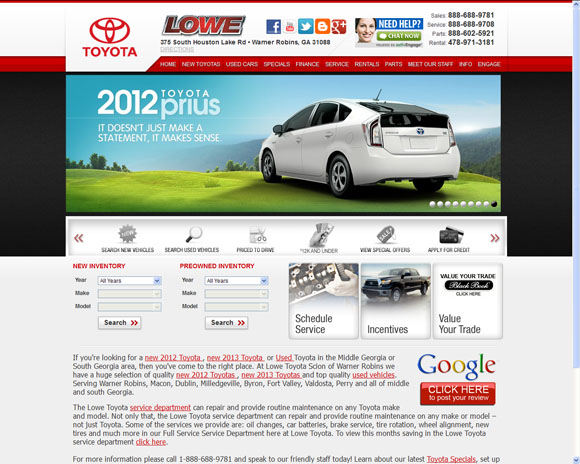 TOYOTA
LOWE
375 South Houston Lake Rd • Warner Robins, GA 31088
DIRECTIONS
NEED HELP?
CHAT NOW
Sales: 888-688-9781
Service: 888-688-9708
Parts: 888-602-5921
Rental: 478-971-3181
HOME NEW TOYOTAS USED CARS SPECIALS FINANCE SERVICE RENTALS PARTS MEET OUR STAFF INFO ENGAGE
2012 TOYOTA prius
IT DOESN'T JUST MAKE A
STATEMENT, IT MAKES SENSE.
SEARCH NEW VEHICLES SEARCH USED VEHICLES PRICED TO DRIVE $12K AND UNDER VIEW SPECIAL OFFERS APPLY FOR CREDIT
NEW INVENTORY
Year All Years
Make
Model
Search
PREOWNED INVENTORY
Year All Years
Make
Model
Search
Schedule
Service
Incentives
VALUE YOUR TRADE
Black Book
CLICK HERE
Value
Your Trade
If you're looking for a new 2012 Toyota , new 2013 Toyota or Used Toyota in the Middle Georgia or
South Georgia area, then you've come to the right place. At Lowe Toyota Scion of Warner Robins we
have a huge selection of quality new 2012 Toyotas , new 2013 Toyotas and top quality used vehicles.
Serving Warner Robins, Macon, Dublin, Milledgeville, Byron, Fort Valley, Valdosta, Perry and all of middle
and south Georgia.
Google
CLICK HERE
to post your review
The Lowe Toyota service department can repair and provide routine maintenance on any Toyota make
and model. Not only that, the Lowe Toyota service department can repair and provide routine maintenance on any make or model –
not just Toyota. Some of the services we provide are: oil changes, car batteries, brake service, tire rotation, wheel alignment, new
tires and much more in our Full Service Service Department here at Lowe Toyota. To view this months saving in the Lowe Toyota
service department click here.
For more information please call 1-888-688-9781 and speak to our friendly staff today! Learn about our latest Toyota Specials, set up